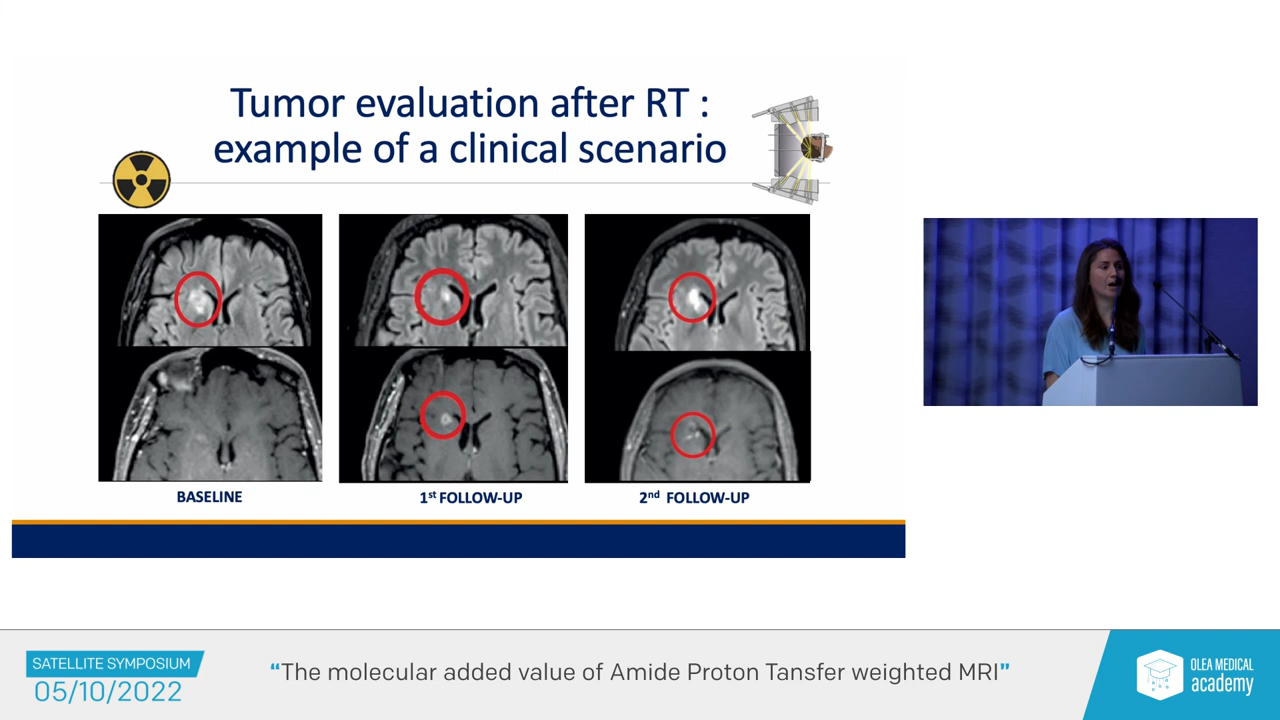 Tumor evaluation after RT :
example of a clinical scenario
BASELINE
1st FOLLOW-UP
2nd FOLLOW-UP
SATELLITE SYMPOSIUM
05/10/2022
“The molecular added value of Amide Proton Tansfer weighted MRI”
OLEA MEDICAL
academy